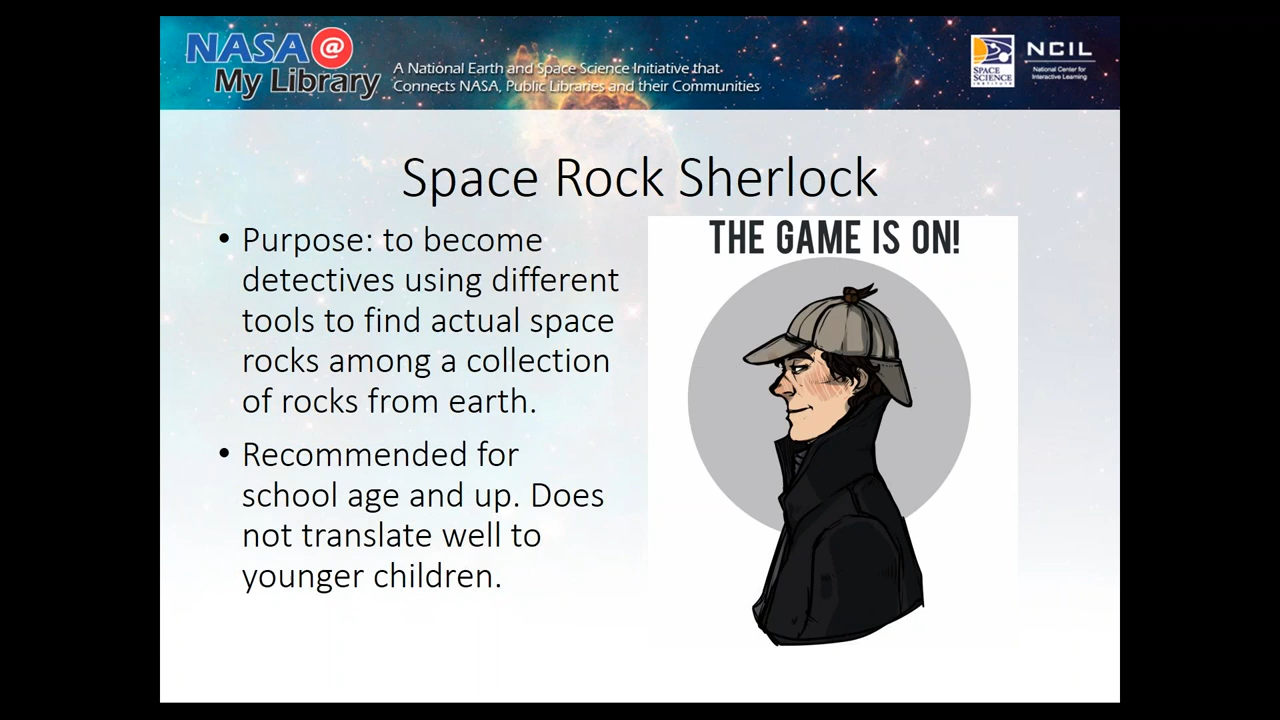 NASA @
My Library
A National Earth and Space Science Initiative that
Connects NASA, Public Libraries and their Communities
SPACE
SCIENCE
INSTITUTE
NCIL
National Center for
Interactive Learning
Space Rock Sherlock
• Purpose: to become
detectives using different
tools to find actual space
rocks among a collection
of rocks from earth.
• Recommended for
school age and up. Does
not translate well to
younger children.
THE GAME IS ON!